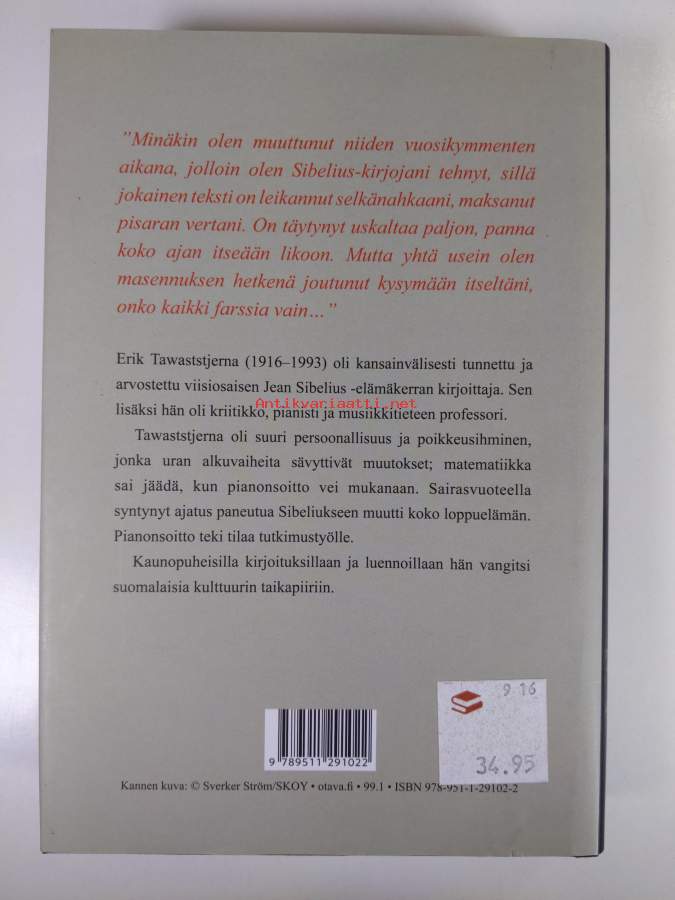 ”Minäkin olen muuttunut niiden vuosikymmenten
aikana, jolloin olen Sibelius-kirjojani tehnyt, sillä
jokainen teksti on leikannut selkänahkaani, maksanut
pisaran vertani. On täytynyt uskaltaa paljon, panna
koko ajan itseään likoon. Mutta yhtä usein olen
masennuksen hetkenä joutunut kysymään itseltäni,
onko kaikki farssia vain…”
Erik Tawaststjerna (1916–1993) oli kansainvälisesti tunnettu ja
arvostettu viisiosaisen Jean Sibelius -elämäkerran kirjoittaja. Sen
Antikvariaatti.net
lisäksi hän oli kriitikko, pianisti ja musiikkitieteen professori.
Tawaststjerna oli suuri persoonallisuus ja poikkeusihminen,
jonka uran alkuvaiheita sävyttivät muutokset; matematiikka
sai jäädä, kun pianonsoitto vei mukanaan. Sairasvuoteella
syntynyt ajatus paneutua Sibeliukseen muutti koko loppuelämän.
Pianonsoitto teki tilaa tutkimustyölle.
Kaunopuheisilla kirjoituksillaan ja luennoillaan hän vangitsi
suomalaisia kulttuurin taikapiiriin.
9 16
34.95
9 789511 291022
Kannen kuva: © Sverker Ström/SKOY • otava.fi • 99.1 • ISBN 978-951-1-29102-2